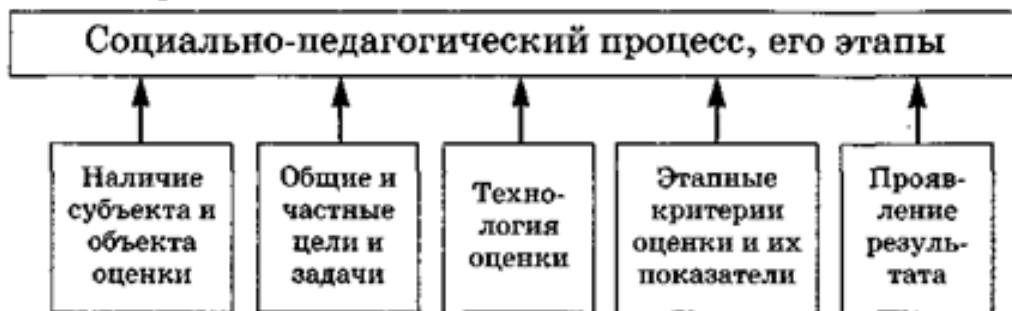 Социально-педагогический процесс, его этапы
Наличие
субъекта и
объекта
оценки
Общие и
частные
цели и
задачи
Техно-
логия
оценки
Этапные
критерии
оценки и их
показатели
Прояв-
ление
резуль-
тата